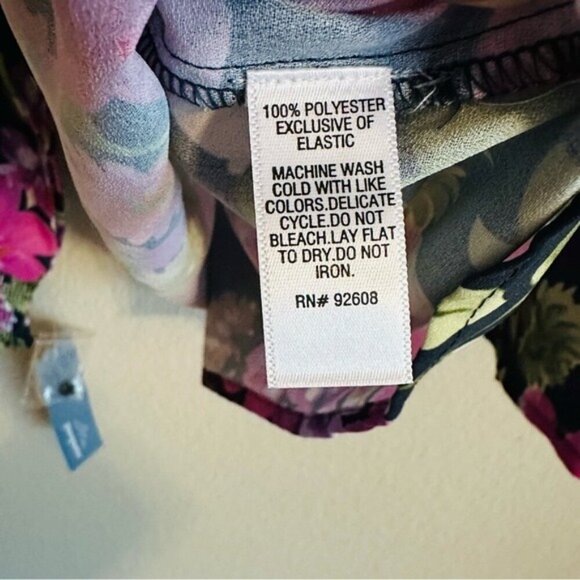 100% POLYESTER
EXCLUSIVE OF
ELASTIC
MACHINE WASH
COLD WITH LIKE
COLORS.DELICATE
CYCLE.DO NOT
BLEACH.LAY FLAT
TO DRY.DO NOT
IRON.
RN# 92608